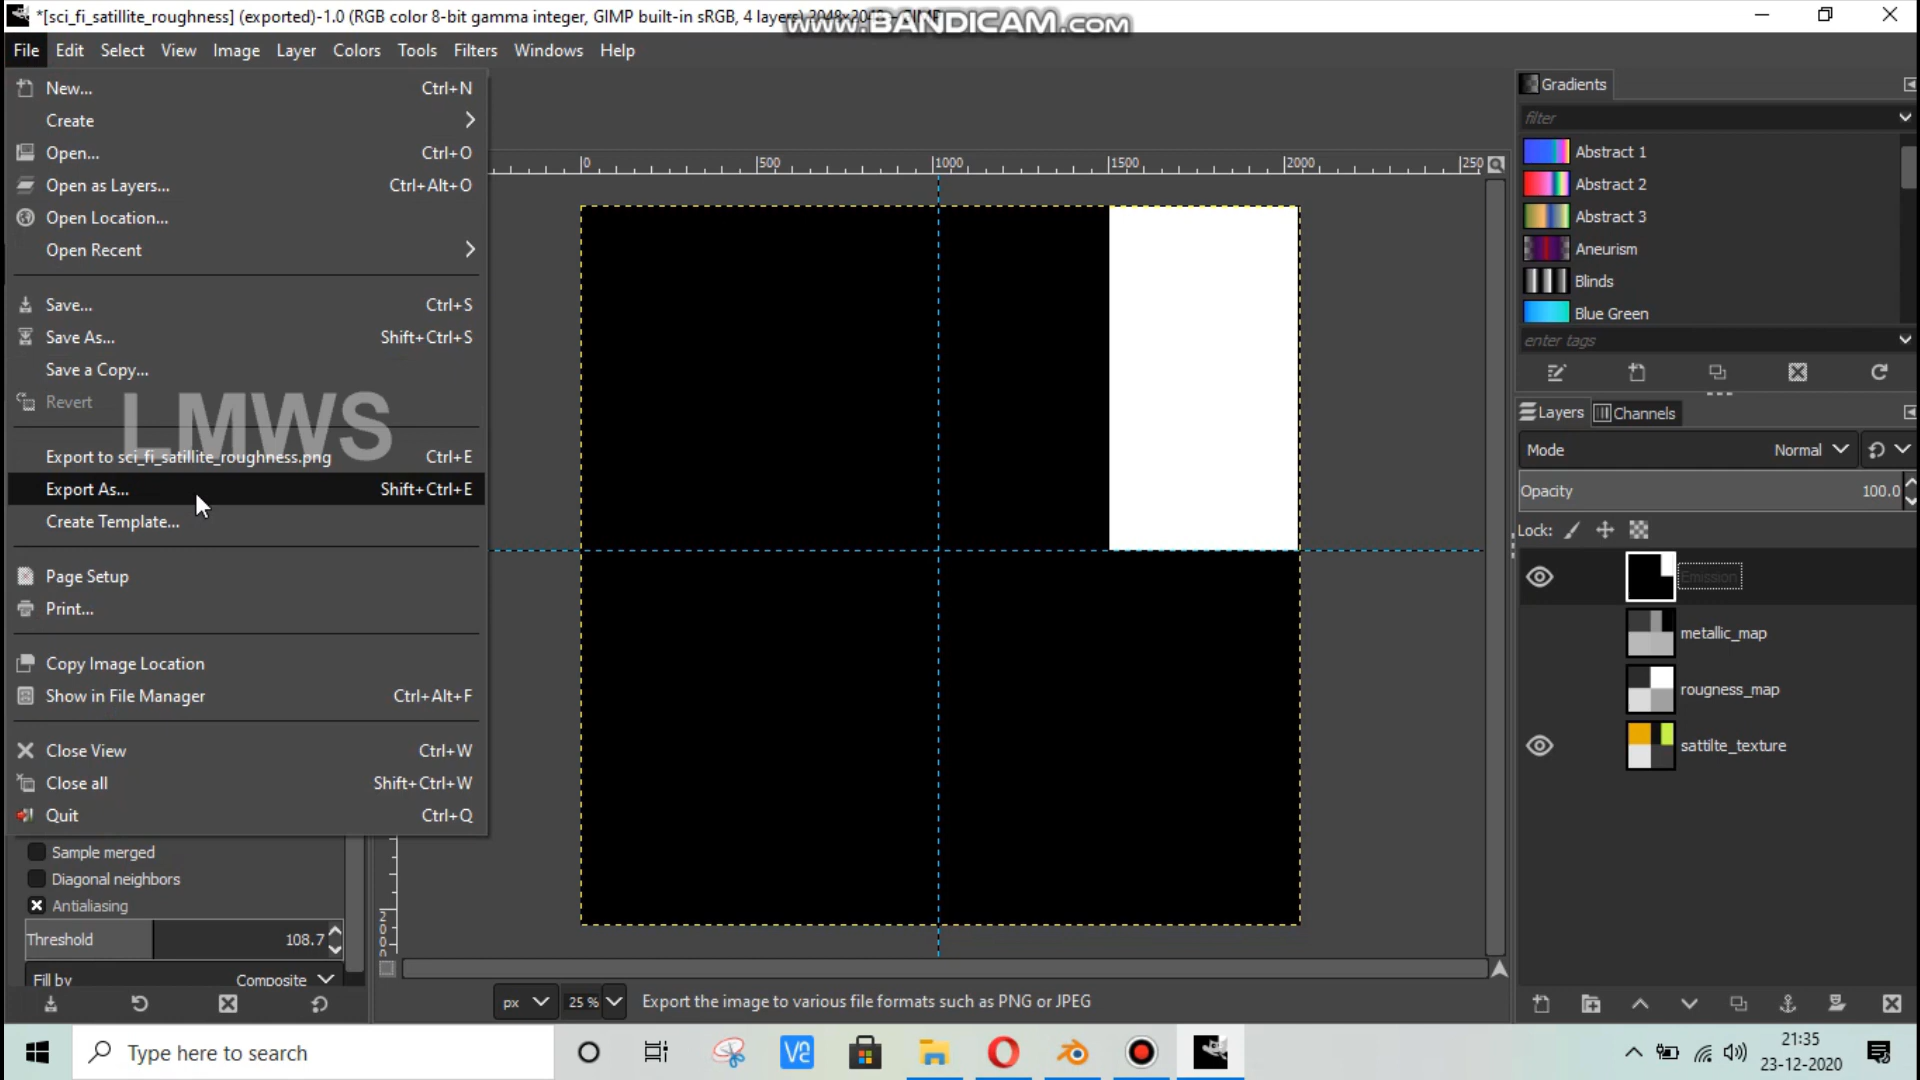 *[sci_fi_satillite_roughness] (exported)-1.0 (RGB color 8-bit gamma integer, GIMP built-in sRGB, 4 layers) 2048x2048 – GIMP
www.BANDICAM.com
File Edit Select View Image Layer Colors Tools Filters Windows Help
New... Ctrl+N
Create
Open... Ctrl+O
Open as Layers... Ctrl+Alt+O
Open Location...
Open Recent
Save... Ctrl+S
Save As... Shift+Ctrl+S
Save a Copy...
Revert
LMWS
Export to sci_fi_satillite_roughness.png Ctrl+E
Export As... Shift+Ctrl+E
Create Template...
Page Setup
Print...
Copy Image Location
Show in File Manager Ctrl+Alt+F
Close View Ctrl+W
Close all Shift+Ctrl+W
Quit Ctrl+Q
Sample merged
Diagonal neighbors
Antialiasing
Threshold 108.7
Fill by Composite
0 500 1000 1500 2000 250
2000
px 25 % Export the image to various file formats such as PNG or JPEG
Gradients
filter
Abstract 1
Abstract 2
Abstract 3
Aneurism
Blinds
Blue Green
enter tags
Layers Channels
Mode Normal
Opacity 100.0
Lock:
Emission
metallic_map
rougness_map
sattilte_texture
Type here to search
21:35
23-12-2020